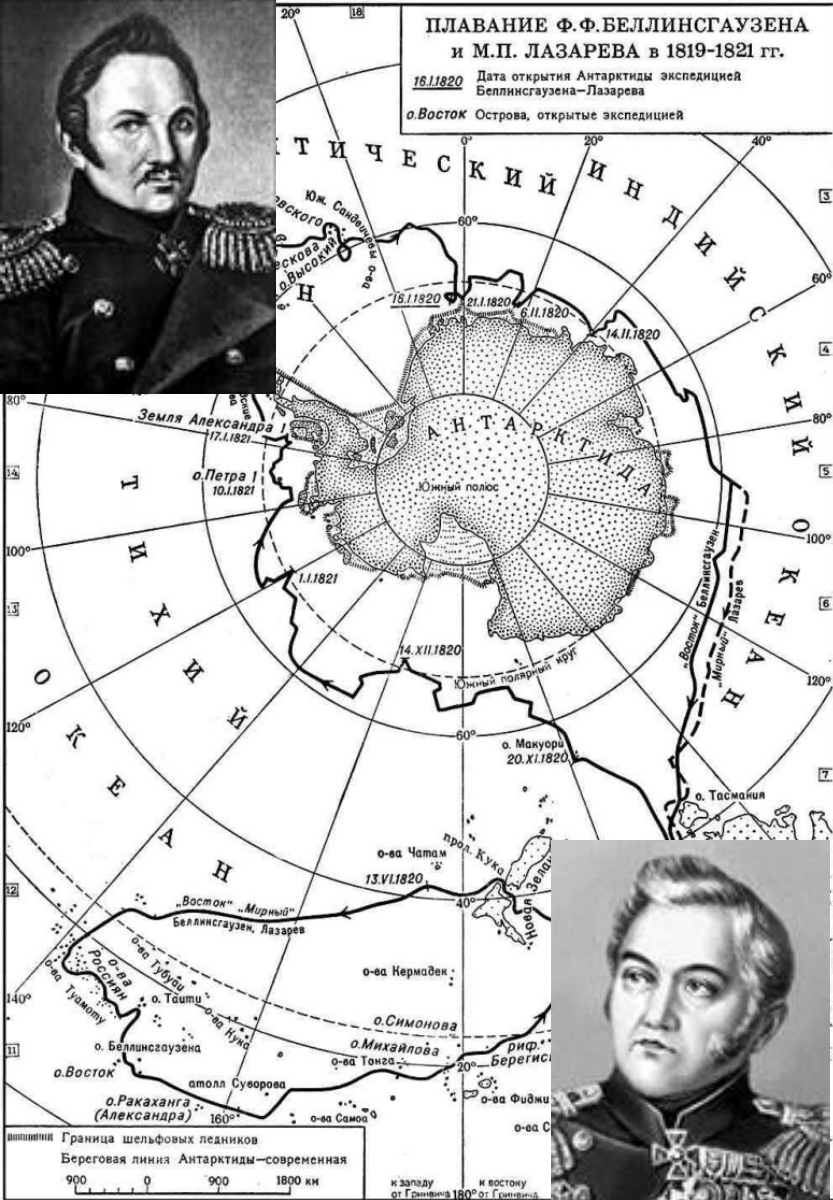 ПЛАВАНИЕ Ф.Ф.БЕЛЛИНСГАУЗЕНА
и М.П. ЛАЗАРЕВА в 1819-1821 гг.
16.I.1820 Дата открытия Антарктиды экспедицией
Беллинсгаузена—Лазарева
о.Восток Острова, открытые экспедицией
20°
18
0°
20°
40°
3
ТИЧЕСКИЙ
ИНДИЙСКИЙ
ОКЕАН
60°
60°
Юж. Сандвичевы о-ва
о.Высокий
Н
16.I.1820
21.I.1820
6.II.1820
14.II.1820
4
80°
80°
5
АНТАРКТИДА
Южный полюс
Земля Александра I
17.I.1821
о.Петра I
10.I.1821
14
100°
100°
"Восток" Беллинсгаузен
"Мирный" Лазарев
6
1.I.1821
13
14.XII.1820
Южный полярный круг
120°
120°
ТИХИЙ
ОКЕАН
60°
о. Макуори
20.XI.1820
7
о. Тасмания
о-ва Чатам
прол. Кука
13.VI.1820
40°
12
"Восток" "Мирный"
Беллинсгаузен, Лазарев
о-ва Тубуаи
о-ва Россиян
о-ва Туамоту
о. Таити
о-ва Кука
о-ва Кермадек
140°
о.Симонова
11
о. Беллинсгаузена
о.Михайлова
риф.
о-ва Тонга
20°
о.Восток
атолл Суворова
о-ва Фиджи
о.Ракаханга
(Александра)
160°
о-ва Самоа
Граница шельфовых ледников
Береговая линия Антарктиды—современная
900 0 900 1800 км
к западу
от Гринвича
180°
к востоку
от Гринвича